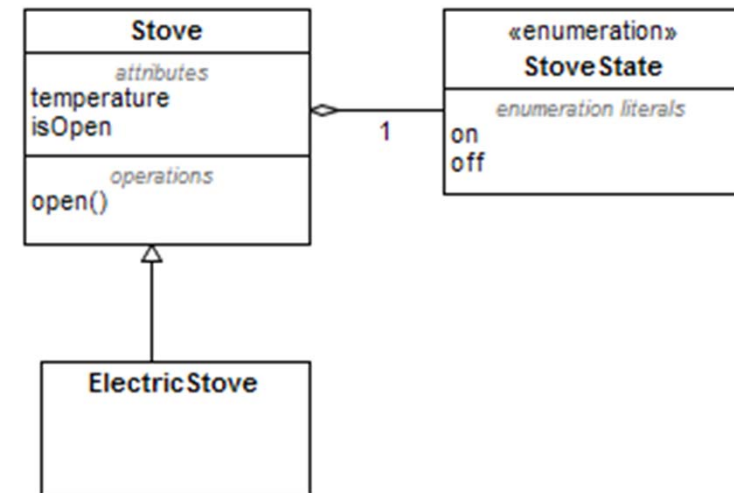 Stove
attributes
temperature
isOpen
operations
open()
«enumeration»
StoveState
enumeration literals
on
off
1
ElectricStove